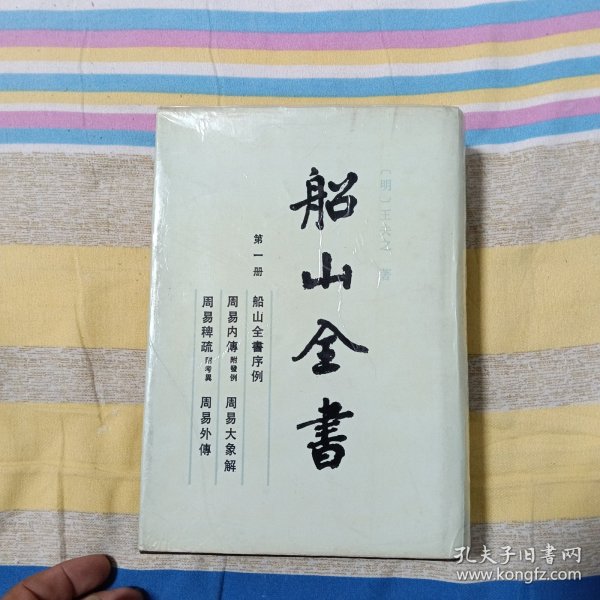 〔明〕王夫之 著
船山全書
第一册 船山全書序例
周易内傳 附發例 周易大象解
周易稗疏 附考異 周易外傳
孔夫子旧书网
www.kongfz.com